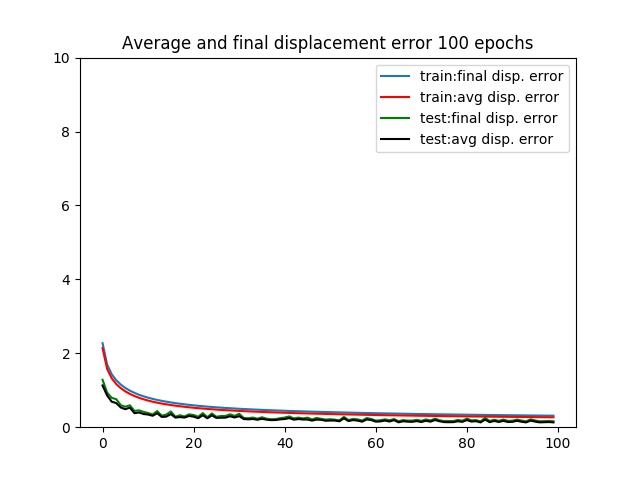 Average and final displacement error 100 epochs
10
8
6
4
2
0
train:final disp. error
train:avg disp. error
test:final disp. error
test:avg disp. error
0 20 40 60 80 100